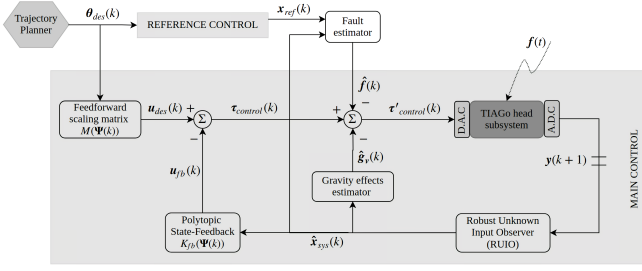 Trajectory
Planner
θ_des(k)
REFERENCE CONTROL
x_ref(k)
Fault
estimator
f(t)
f̂(k)
Feedforward
scaling matrix
M(Ψ(k))
u_des(k)
+
Σ
−
τ_control(k)
+
Σ
−
−
τ'_control(k)
D.A.C
TIAGo head
subsystem
A.D.C
y(k + 1)
ĝ_v(k)
u_fb(k)
Gravity effects
estimator
Polytopic
State-Feedback
K_fb(Ψ(k))
x̂_sys(k)
Robust Unknown
Input Observer
(RUIO)
MAIN CONTROL